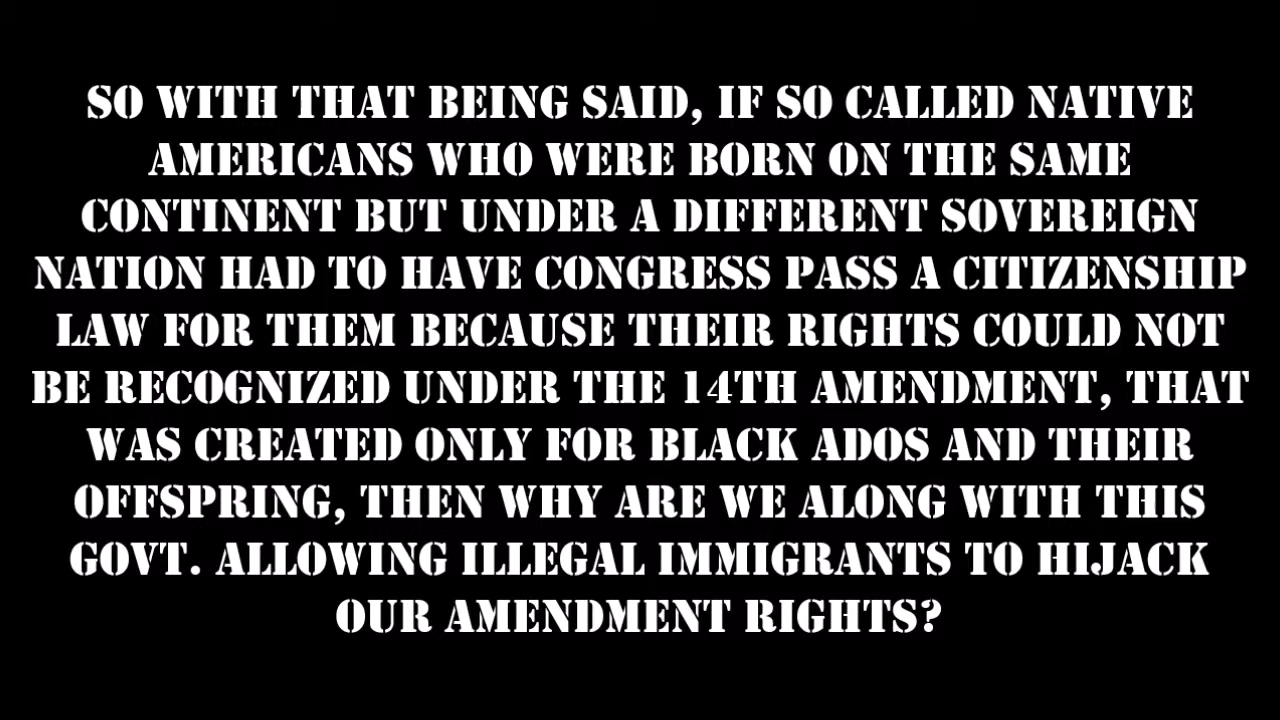 SO WITH THAT BEING SAID, IF SO CALLED NATIVE
AMERICANS WHO WERE BORN ON THE SAME
CONTINENT BUT UNDER A DIFFERENT SOVEREIGN
NATION HAD TO HAVE CONGRESS PASS A CITIZENSHIP
LAW FOR THEM BECAUSE THEIR RIGHTS COULD NOT
BE RECOGNIZED UNDER THE 14TH AMENDMENT, THAT
WAS CREATED ONLY FOR BLACK ADOS AND THEIR
OFFSPRING, THEN WHY ARE WE ALONG WITH THIS
GOVT. ALLOWING ILLEGAL IMMIGRANTS TO HIJACK
OUR AMENDMENT RIGHTS?